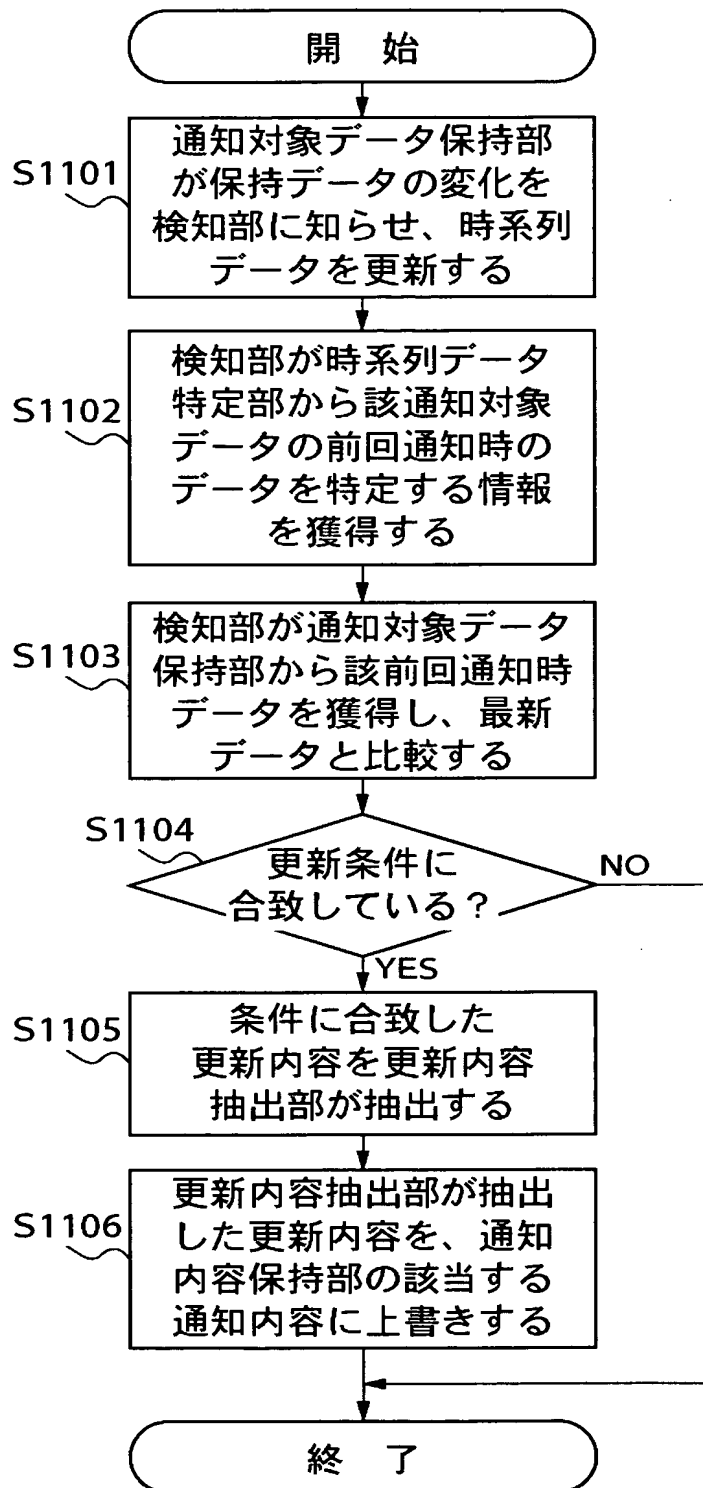 開 始
S1101
通知対象データ保持部
が保持データの変化を
検知部に知らせ、時系列
データを更新する
S1102
検知部が時系列データ
特定部から該通知対象
データの前回通知時の
データを特定する情報
を獲得する
S1103
検知部が通知対象データ
保持部から該前回通知時
データを獲得し、最新
データと比較する
S1104
更新条件に
合致している?
NO
YES
S1105
条件に合致した
更新内容を更新内容
抽出部が抽出する
S1106
更新内容抽出部が抽出
した更新内容を、通知
内容保持部の該当する
通知内容に上書きする
終 了